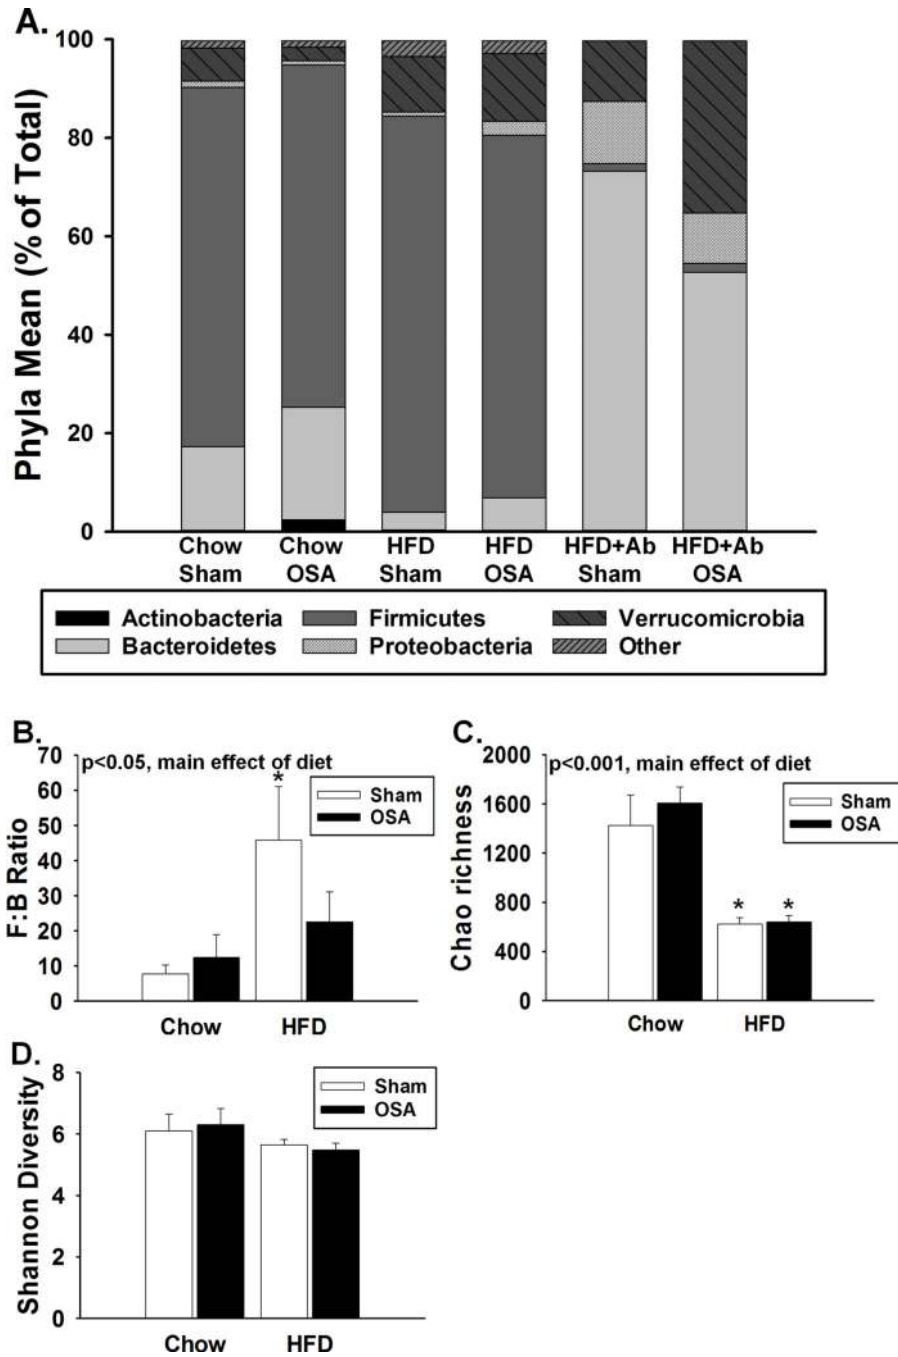 A.
Phyla Mean (% of Total)
100
80
60
40
20
0
Chow Sham
Chow OSA
HFD Sham
HFD OSA
HFD+Ab Sham
HFD+Ab OSA
Actinobacteria
Firmicutes
Verrucomicrobia
Bacteroidetes
Proteobacteria
Other
B.
F:B Ratio
70
60
50
40
30
20
10
0
p<0.05, main effect of diet
*
Sham
OSA
Chow
HFD
C.
Chao richness
2000
1600
1200
800
400
0
p<0.001, main effect of diet
Sham
OSA
* *
Chow
HFD
D.
Shannon Diversity
8
6
4
2
0
Sham
OSA
Chow
HFD